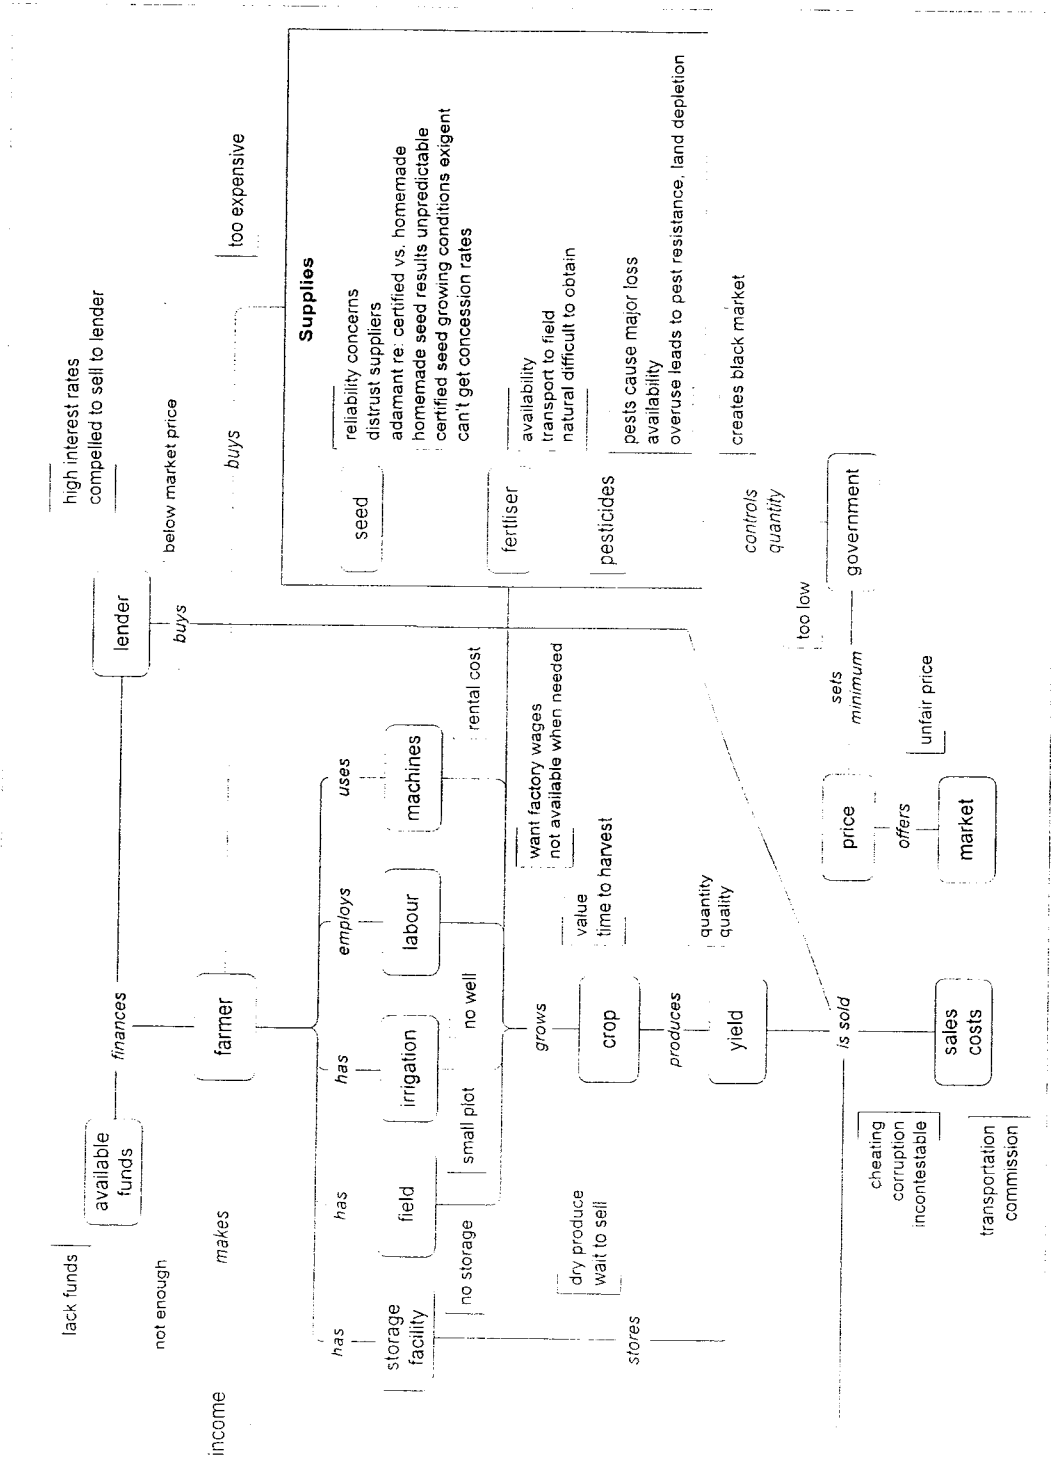 lack funds
available
funds
finances
lender
high interest rates
compelled to sell to lender
not enough
below market price
buys
income
makes
farmer
buys
too expensive
has
has
has
employs
uses
storage
facility
field
irrigation
labour
machines
no storage
small plot
no well
want factory wages
not available when needed
rental cost
Supplies
seed
reliability concerns
distrust suppliers
adamant re: certified vs. homemade
homemade seed results unpredictable
certified seed growing conditions exigent
can't get concession rates
fertliser
availability
transport to field
natural difficult to obtain
pesticides
pests cause major loss
availability
overuse leads to pest resistance, land depletion
grows
dry produce
wait to sell
crop
value
time to harvest
stores
produces
yield
quantity
quality
controls
quantity
creates black market
is sold
price
sets
minimum
too low
government
cheating
corruption
incontestable
offers
unfair price
sales
costs
market
transportation
commission